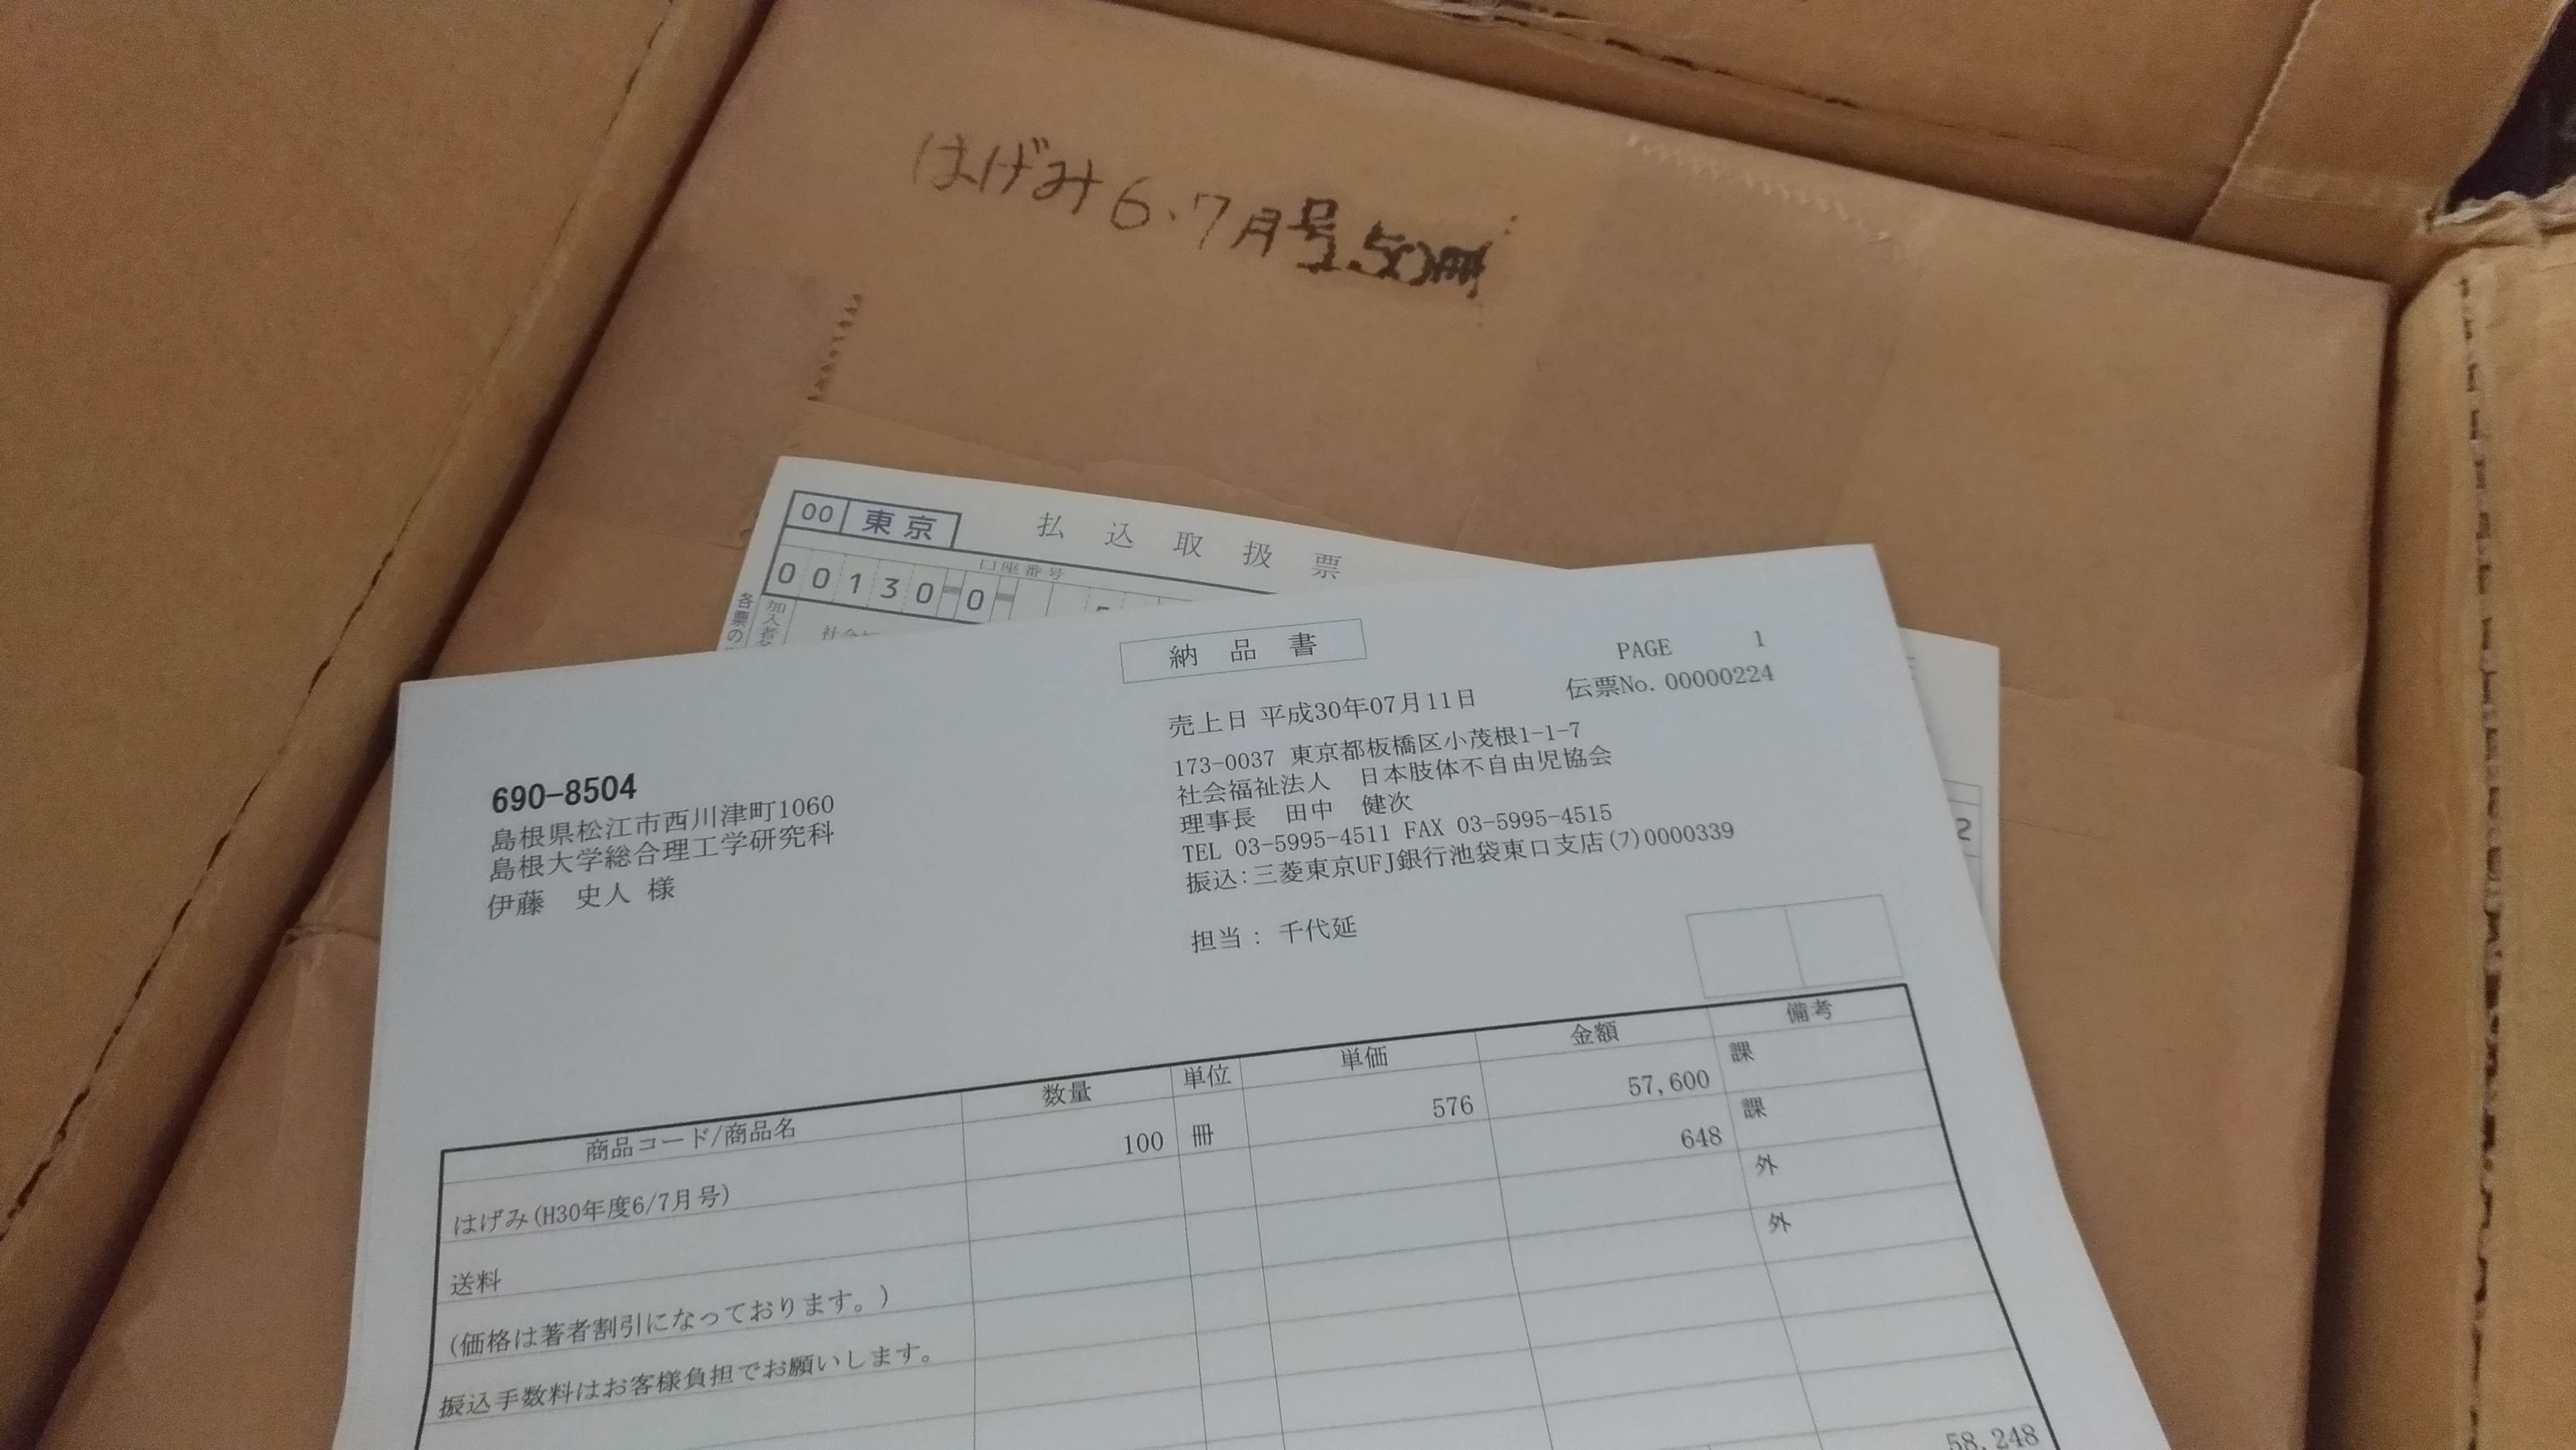 はげみ 6.7月号 50冊
00 東京
払込取扱票
口座番号
00130-0-
各票の
加入者
納品書
PAGE 1
伝票No. 00000224
売上日 平成30年07月11日
173-0037 東京都板橋区小茂根1-1-7
社会福祉法人 日本肢体不自由児協会
理事長 田中 健次
TEL 03-5995-4511 FAX 03-5995-4515
振込:三菱東京UFJ銀行池袋東口支店(7)0000339
担当: 千代延
690-8504
島根県松江市西川津町1060
島根大学総合理工学研究科
伊藤 史人 様
商品コード/商品名 数量 単位 単価 金額 備考
はげみ(H30年度6/7月号) 100 冊 576 57,600 課
送料 648 課
(価格は著者割引になっております。) 外
振込手数料はお客様負担でお願いします。 外
58,248
2